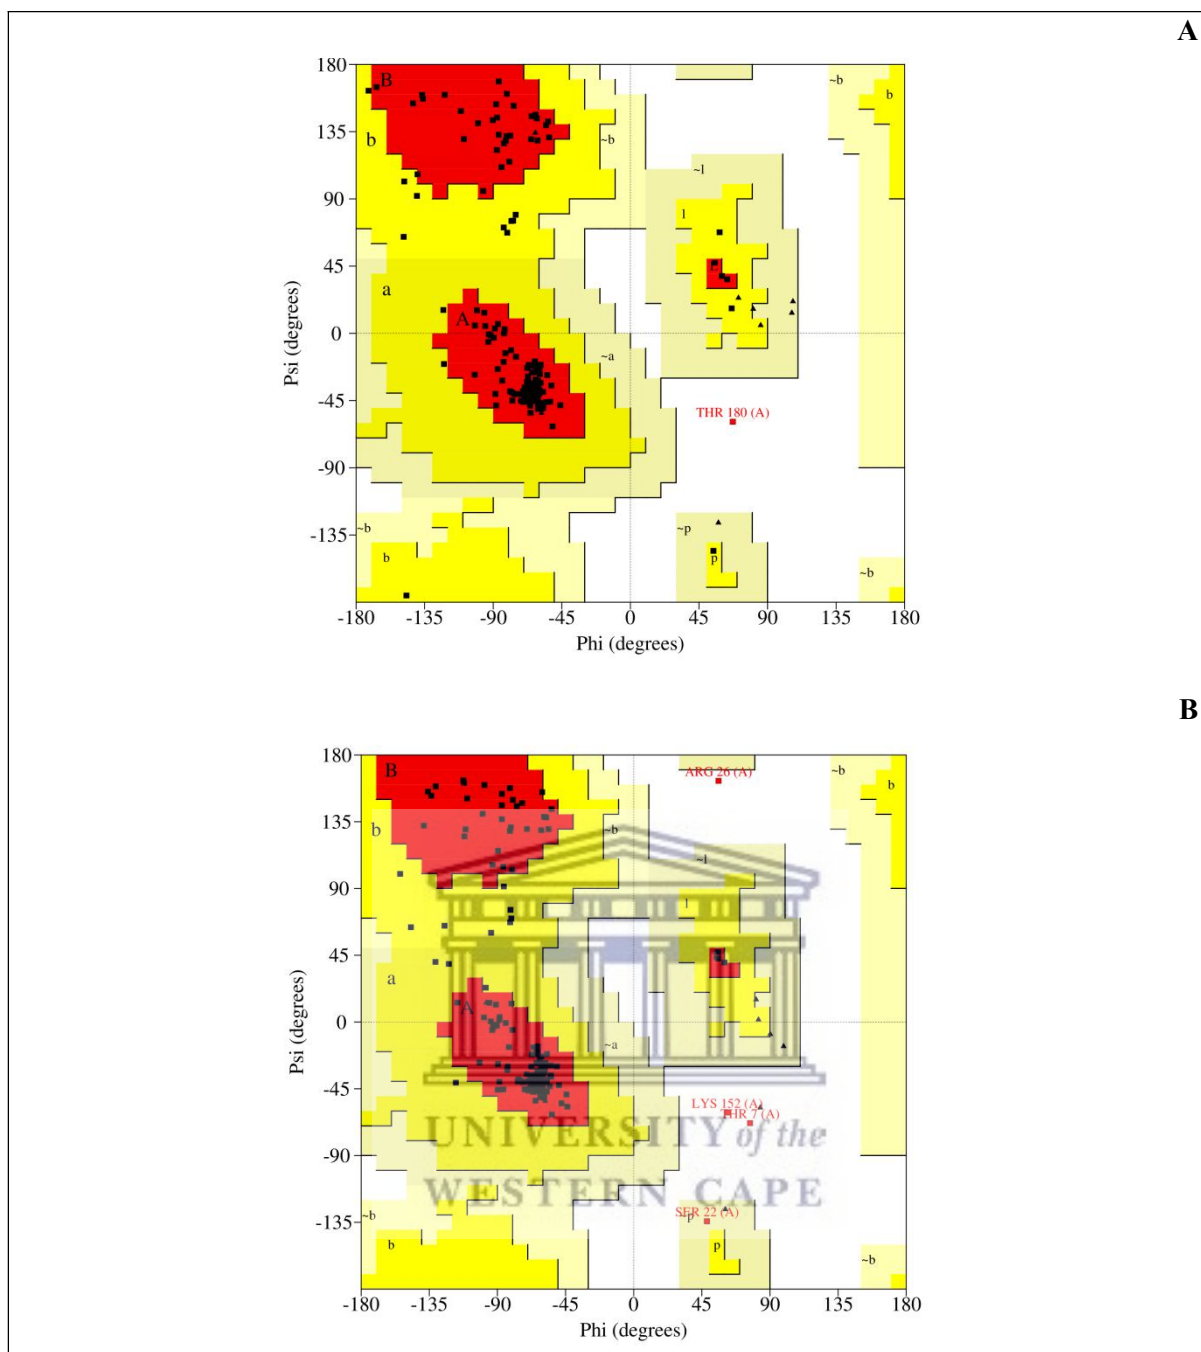 A
180
135
90
45
0
-45
-90
-135
Psi (degrees)
B
b
~b
~b
b
~l
l
a
A
~a
THR 180 (A)
~b
b
~p
p
~b
-180 -135 -90 -45 0 45 90 135 180
Phi (degrees)
B
180
135
90
45
0
-45
-90
-135
Psi (degrees)
B
ARG 26 (A)
~b
b
b
~b
~l
l
a
A
~a
LYS 152 (A)
THR 7 (A)
UNIVERSITY of the
WESTERN CAPE
~b
SER 22 (A)
~p
b
p
~b
-180 -135 -90 -45 0 45 90 135 180
Phi (degrees)